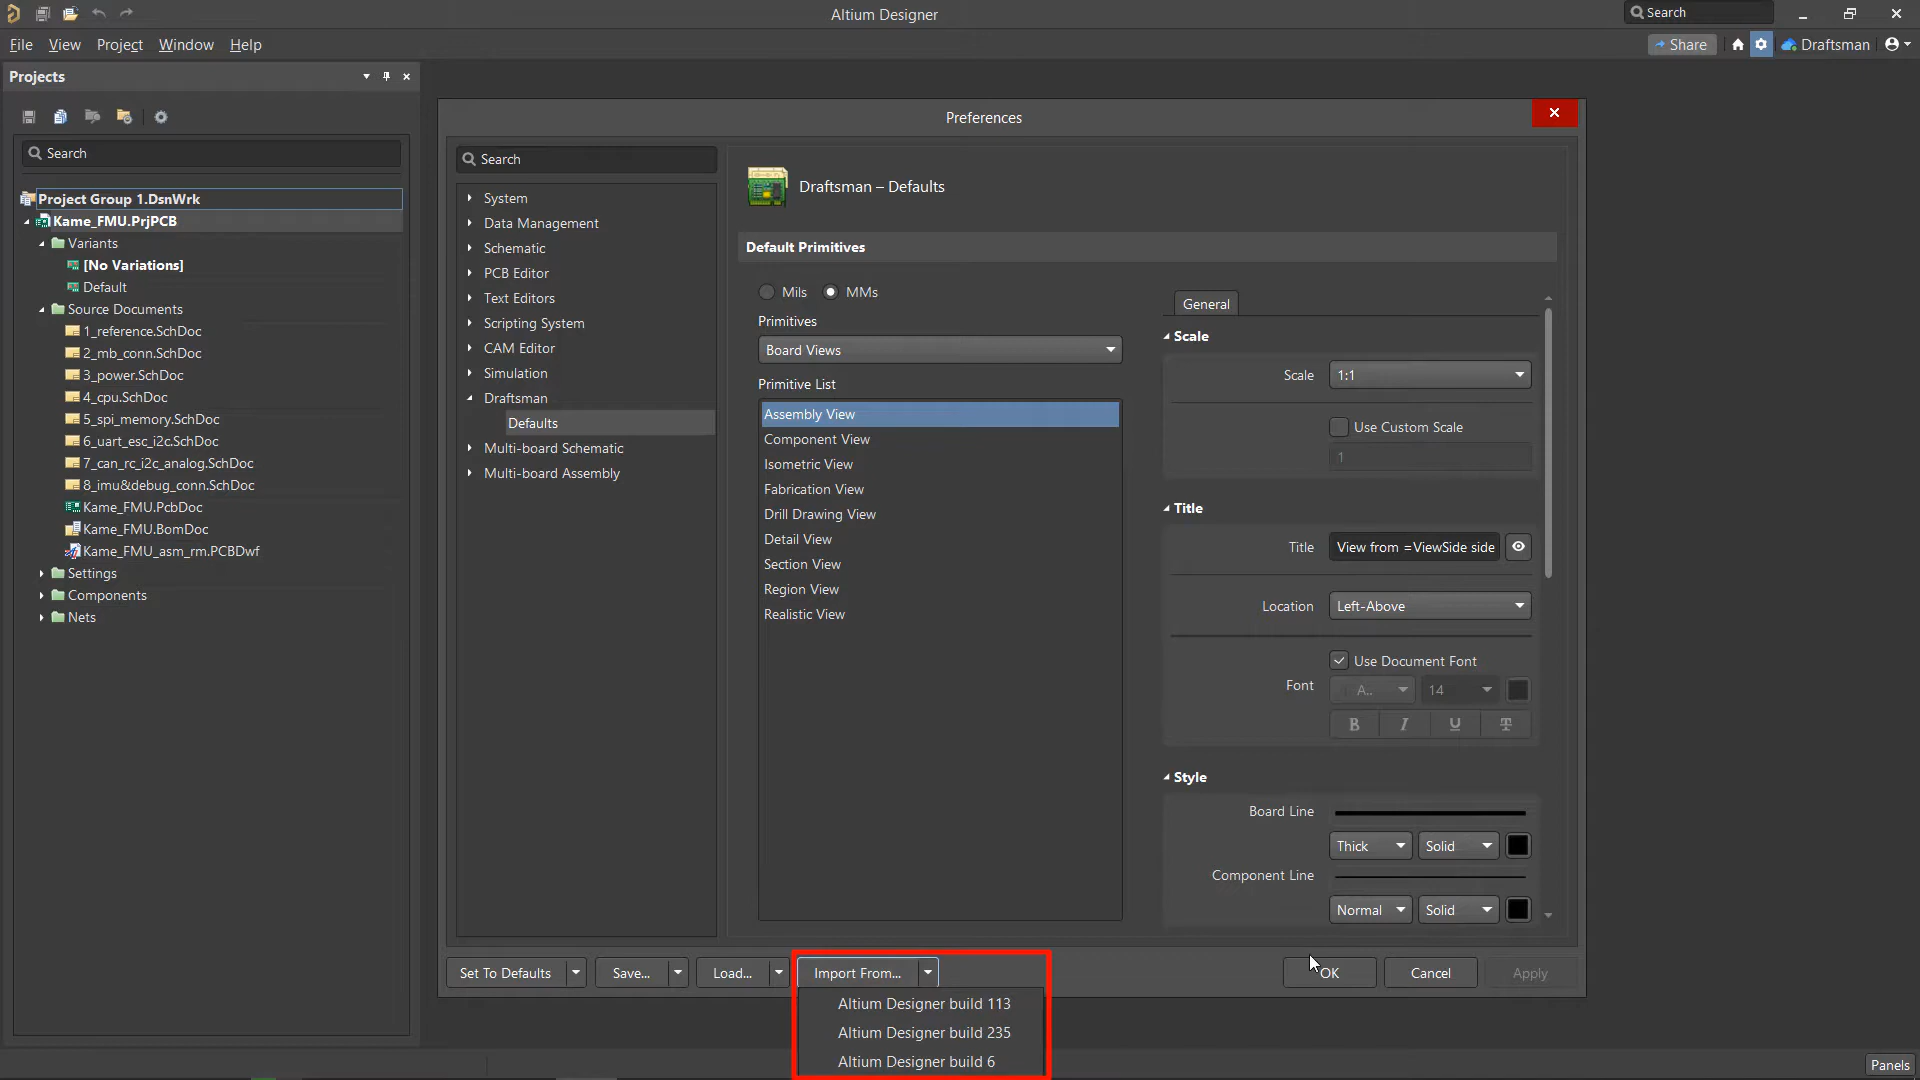 Altium Designer
Search
File View Project Window Help
Share
Draftsman
Projects
Search
Project Group 1.DsnWrk
Kame_FMU.PrjPCB
Variants
[No Variations]
Default
Source Documents
1_reference.SchDoc
2_mb_conn.SchDoc
3_power.SchDoc
4_cpu.SchDoc
5_spi_memory.SchDoc
6_uart_esc_i2c.SchDoc
7_can_rc_i2c_analog.SchDoc
8_imu&debug_conn.SchDoc
Kame_FMU.PcbDoc
Kame_FMU.BomDoc
Kame_FMU_asm_rm.PCBDwf
Settings
Components
Nets
Preferences
Search
System
Data Management
Schematic
PCB Editor
Text Editors
Scripting System
CAM Editor
Simulation
Draftsman
Defaults
Multi-board Schematic
Multi-board Assembly
Draftsman – Defaults
Default Primitives
Mils MMs
Primitives
Board Views
Primitive List
Assembly View
Component View
Isometric View
Fabrication View
Drill Drawing View
Detail View
Section View
Region View
Realistic View
General
Scale
Scale 1:1
Use Custom Scale
1
Title
Title View from =ViewSide side
Location Left-Above
Use Document Font
Font A.. 14
B I U T
Style
Board Line
Thick Solid
Component Line
Normal Solid
Set To Defaults Save... Load... Import From... OK Cancel Apply
Altium Designer build 113
Altium Designer build 235
Altium Designer build 6
Panels